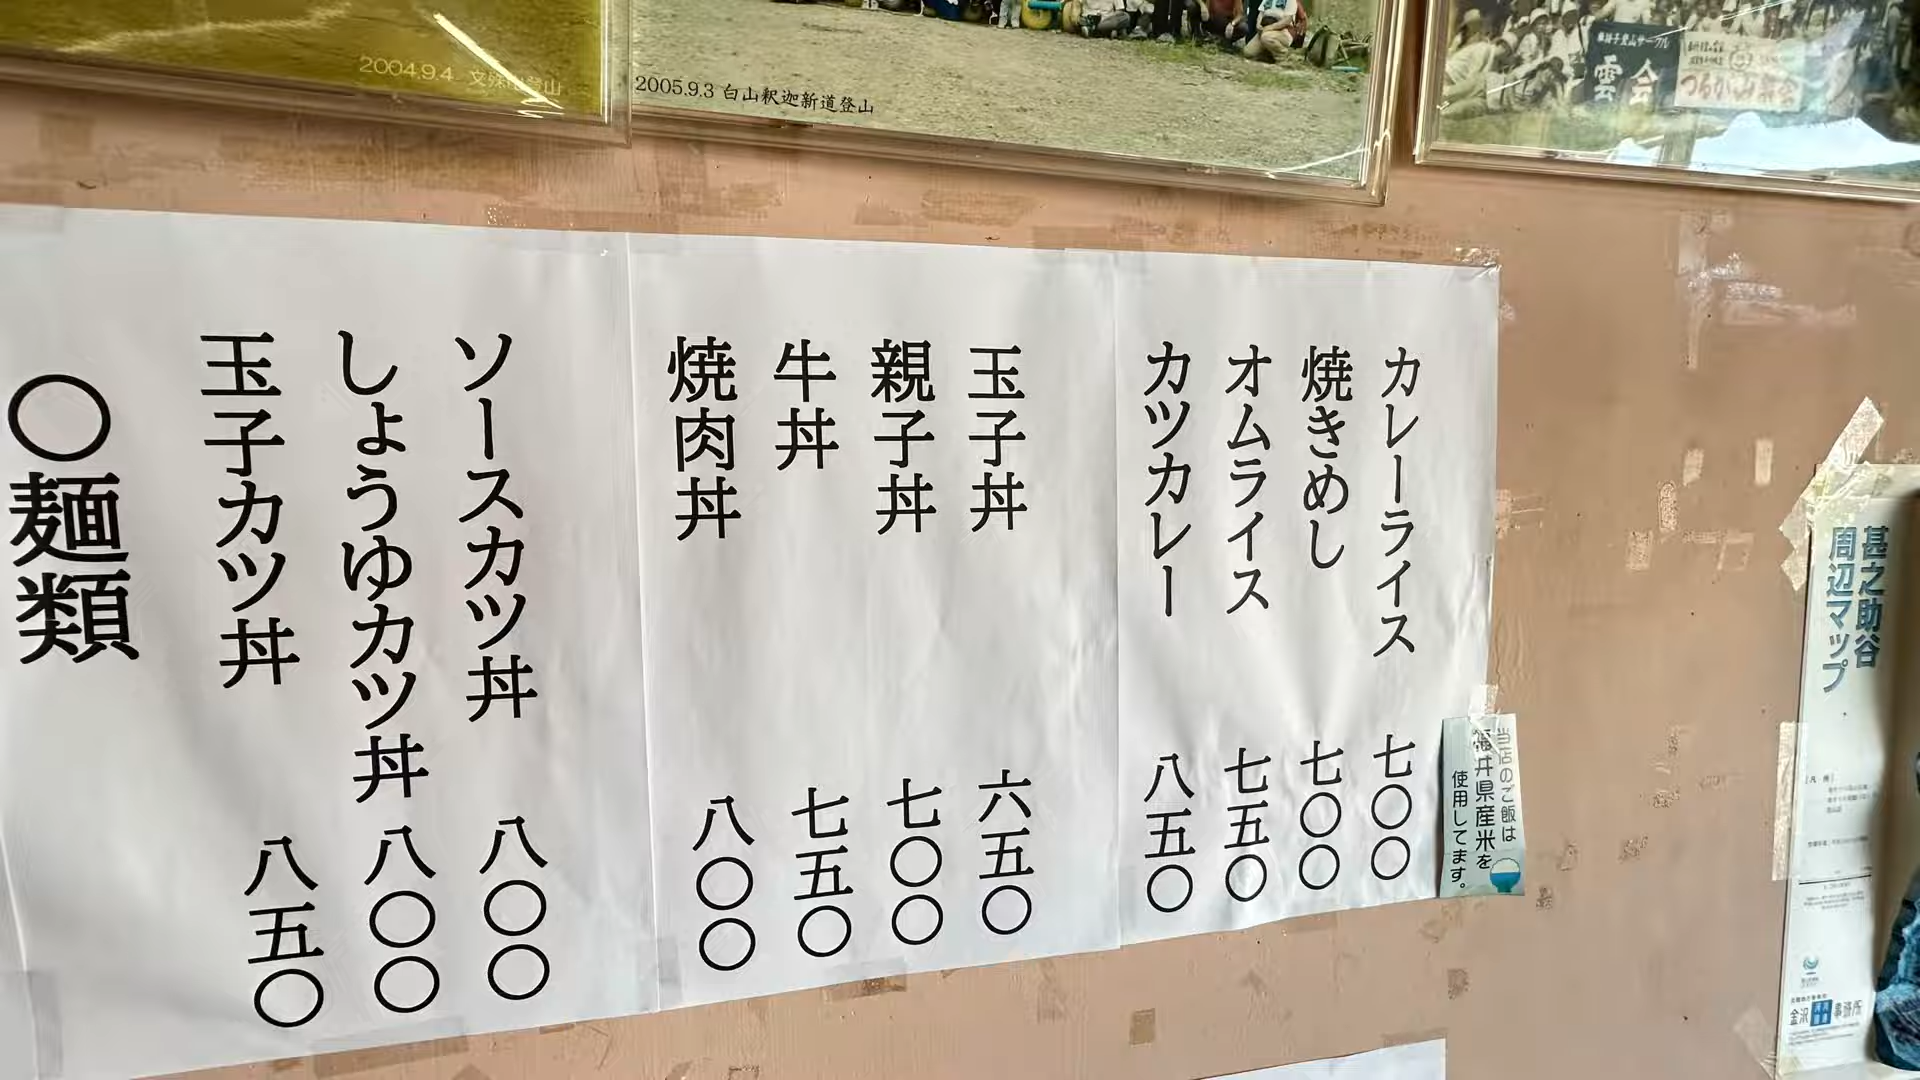 2004.9.4 文殊山登山
2005.9.3 白山釈迦新道登山
雲会
カレーライス 七〇〇
焼きめし 七〇〇
オムライス 七五〇
カツカレー 八五〇
玉子丼 六五〇
親子丼 七〇〇
牛丼 七五〇
焼肉丼 八〇〇
ソースカツ丼 八〇〇
しょうゆカツ丼 八〇〇
玉子カツ丼 八五〇
〇麺類
当店のご飯は
福井県産米を
使用してます。
甚之助谷
周辺マップ